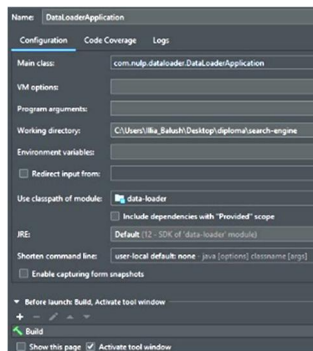 Name: DataLoaderApplication
Configuration Code Coverage Logs
Main class: com.nulp.dataloader.DataLoaderApplication
VM options:
Program arguments:
Working directory: C:\Users\Illia_Balush\Desktop\diploma\search-engine
Environment variables:
Redirect input from:
Use classpath of module: data-loader
Include dependencies with "Provided" scope
JRE: Default (12 - SDK of 'data-loader' module)
Shorten command line: user-local default: none - java [options] classname [args]
Enable capturing form snapshots
Before launch: Build, Activate tool window
Build
Show this page Activate tool window